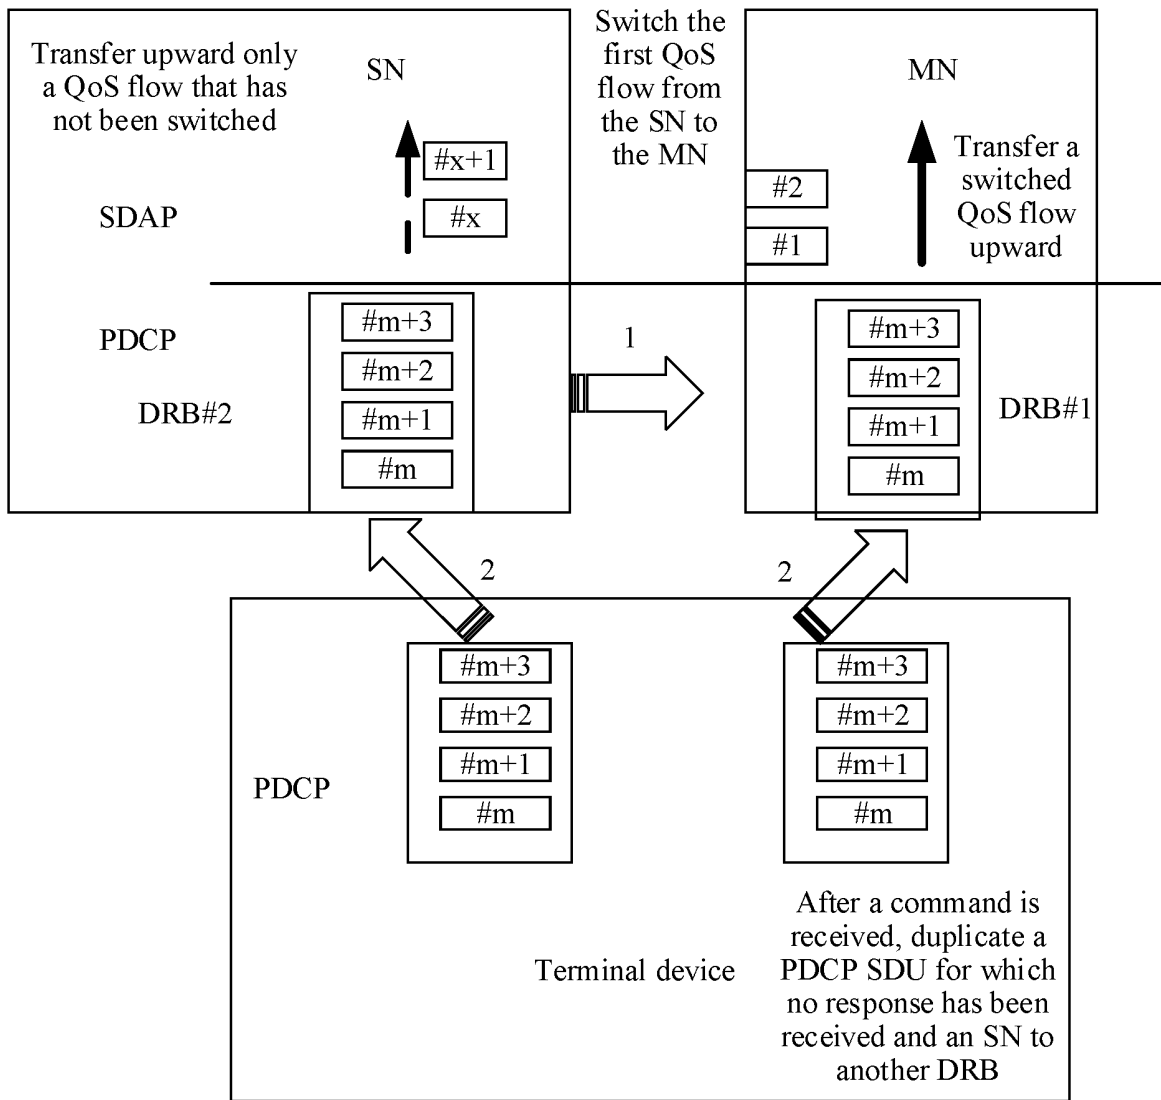 Transfer upward only
a QoS flow that has
not been switched
SN
#x+1
#x
SDAP
Switch the
first QoS
flow from
the SN to
the MN
MN
Transfer a
switched
QoS flow
upward
#2
#1
PDCP
DRB#2
#m+3
#m+2
#m+1
#m
1
#m+3
#m+2
#m+1
#m
DRB#1
2
2
#m+3
#m+2
#m+1
#m
#m+3
#m+2
#m+1
#m
PDCP
Terminal device
After a command is
received, duplicate a
PDCP SDU for which
no response has been
received and an SN to
another DRB